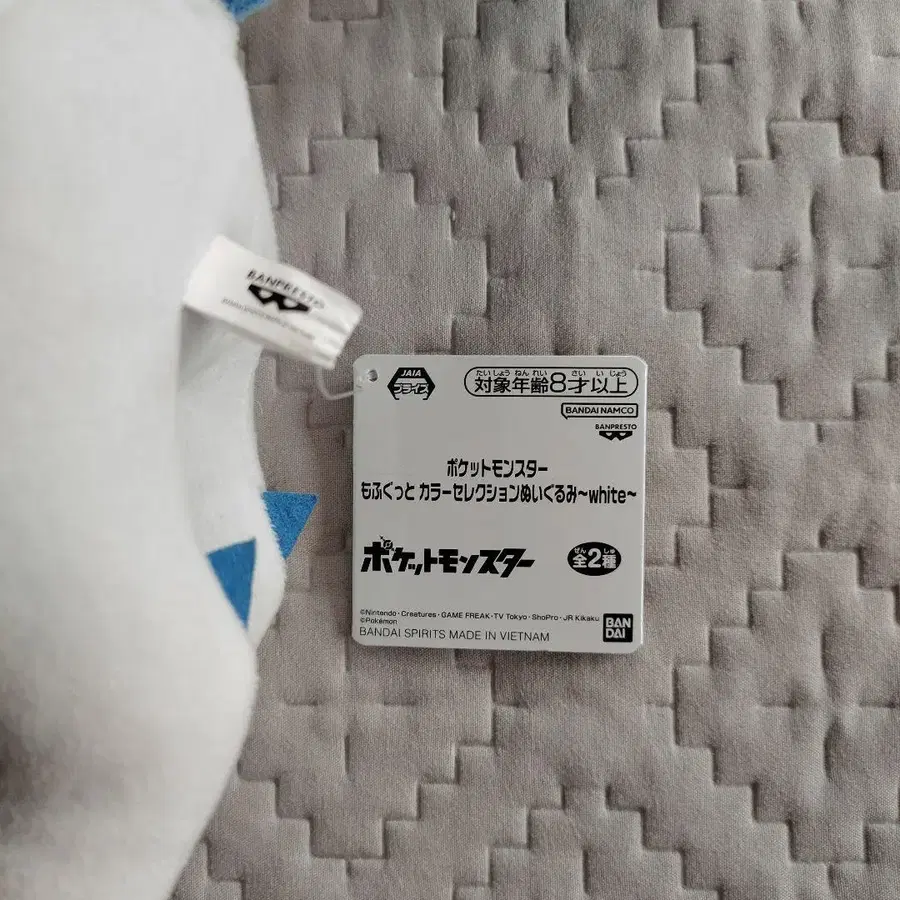 BANPRESTO
JAIA
プライズ
たいしょう ねん れい さい い じょう
対象年齢8才以上
BANDAI NAMCO
BANPRESTO
ポケットモンスター
もふぐっと カラーセレクションぬいぐるみ～white～
ポケットモンスター
ぜん しゅ
全2種
©Nintendo・Creatures・GAME FREAK・TV Tokyo・ShoPro・JR Kikaku
©Pokémon
BANDAI SPIRITS MADE IN VIETNAM
BAN
DAI